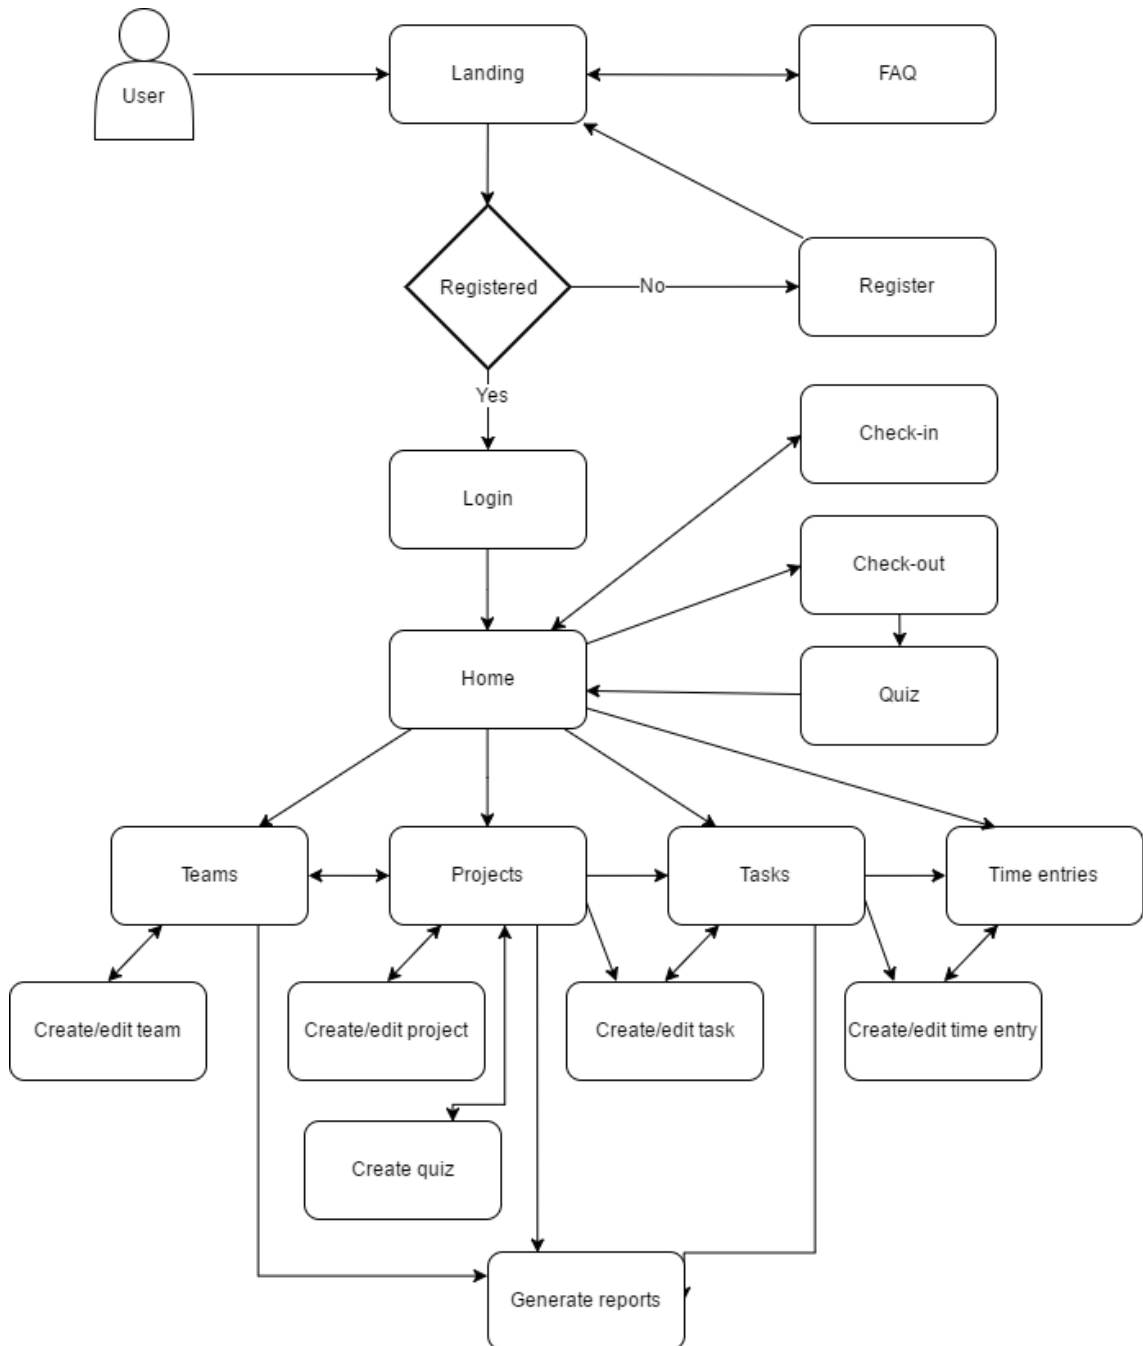 User
Landing
FAQ
Registered
No
Register
Yes
Check-in
Login
Check-out
Home
Quiz
Teams
Projects
Tasks
Time entries
Create/edit team
Create/edit project
Create/edit task
Create/edit time entry
Create quiz
Generate reports